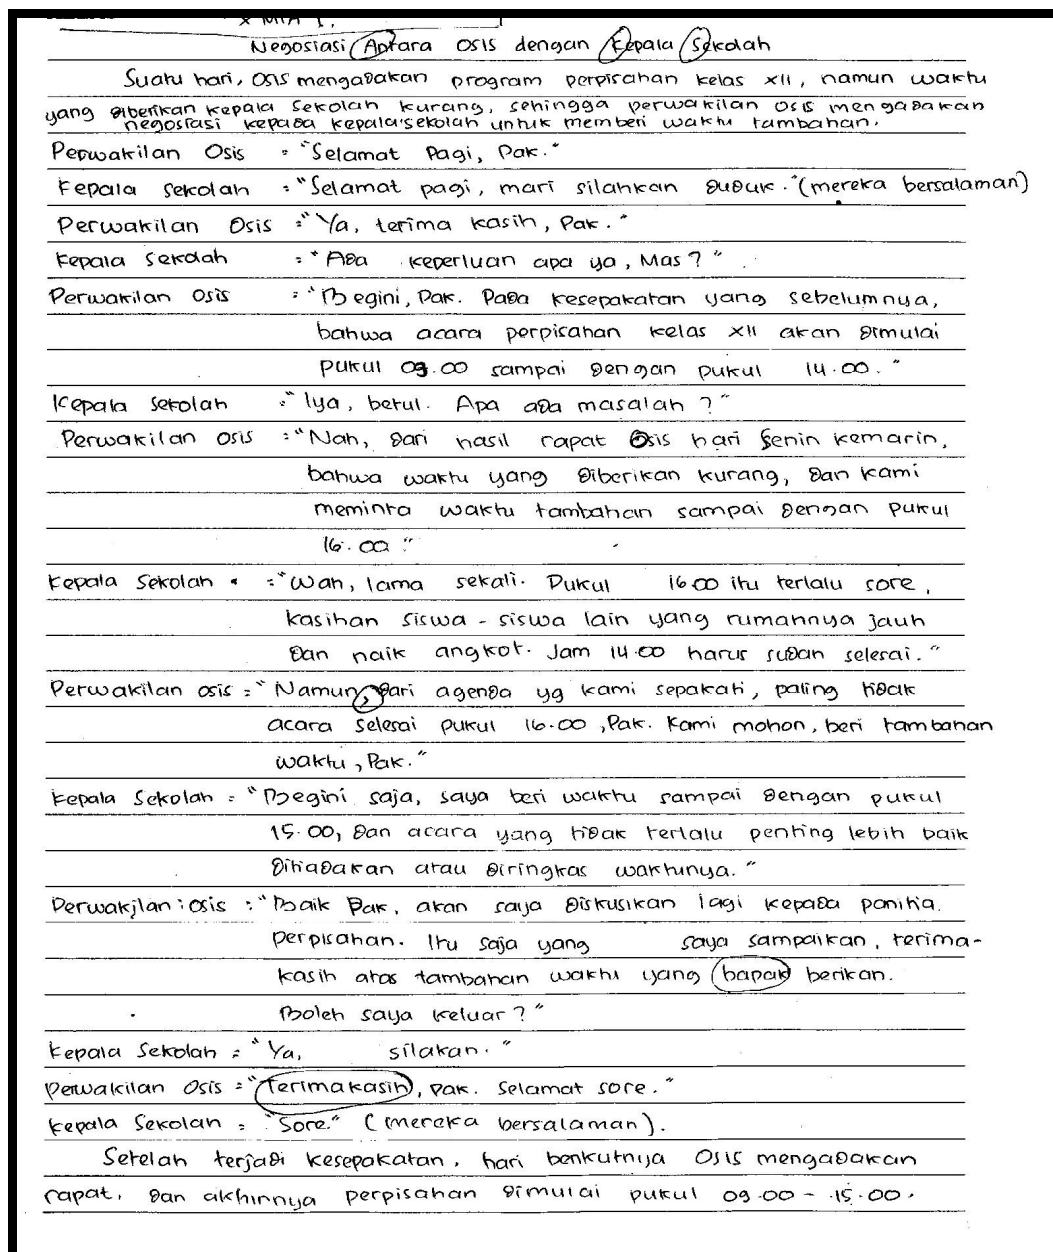 X MIA 1.
Negosiasi Antara Osis dengan Kepala Sekolah
Suatu hari, Osis mengadakan program perpisahan kelas XII, namun waktu
yang diberikan kepala sekolah kurang, sehingga perwakilan Osis mengadakan
negosiasi kepada kepala sekolah untuk memberi waktu tambahan.
Perwakilan Osis : "Selamat Pagi, Pak."
Kepala sekolah : "Selamat pagi, mari silahkan duduk." (mereka bersalaman)
Perwakilan Osis : "Ya, terima kasih, Pak."
Kepala Sekolah : "Ada keperluan apa ya, Mas?"
Perwakilan Osis : "Begini, Pak. Pada kesepakatan yang sebelumnya,
bahwa acara perpisahan kelas XII akan dimulai
pukul 09.00 sampai dengan pukul 14.00."
Kepala Sekolah : "Iya, betul. Apa ada masalah?"
Perwakilan Osis : "Nah, dari hasil rapat Osis hari Senin kemarin,
bahwa waktu yang diberikan kurang, dan kami
meminta waktu tambahan sampai dengan pukul
16.00."
Kepala Sekolah : "Wah, lama sekali. Pukul 16.00 itu terlalu sore,
kasihan siswa-siswa lain yang rumahnya jauh
dan naik angkot. Jam 14.00 harus sudah selesai."
Perwakilan Osis : "Namun, dari agenda yg kami sepakati, paling tidak
acara selesai pukul 16.00, Pak. Kami mohon, beri tambahan
waktu, Pak."
Kepala Sekolah : "Begini saja, saya beri waktu sampai dengan pukul
15.00, dan acara yang tidak terlalu penting lebih baik
ditiadakan atau diringkas waktunya."
Perwakilan Osis : "Baik Pak, akan saya diskusikan lagi kepada panitia
perpisahan. Itu saja yang saya sampaikan, terima-
kasih atas tambahan waktu yang bapak berikan.
Boleh saya keluar?"
Kepala Sekolah : "Ya, silakan."
Perwakilan Osis : "Terimakasih, Pak. Selamat sore."
Kepala Sekolah : "Sore." (mereka bersalaman).
Setelah terjadi kesepakatan, hari berikutnya Osis mengadakan
rapat, dan akhirnya perpisahan dimulai pukul 09.00 - 15.00.